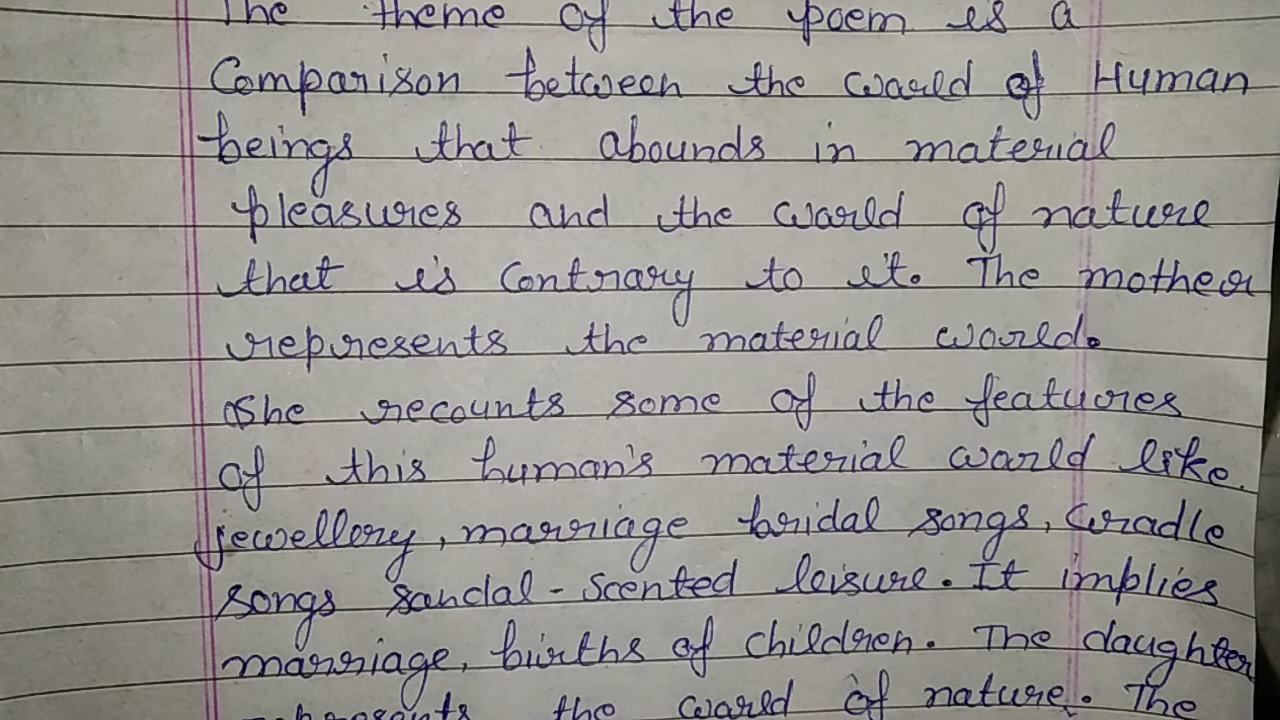 The theme of the poem is a
Comparison between the world of Human
beings that abounds in material
pleasures and the world of nature
that is contrary to it. The mother
represents the material world.
She recounts some of the features
of this human's material world like
jewellery, marriage bridal songs, Cradle
songs sandal-scented leisure. It implies
marriage, births of children. The daughter
represents the world of nature. The